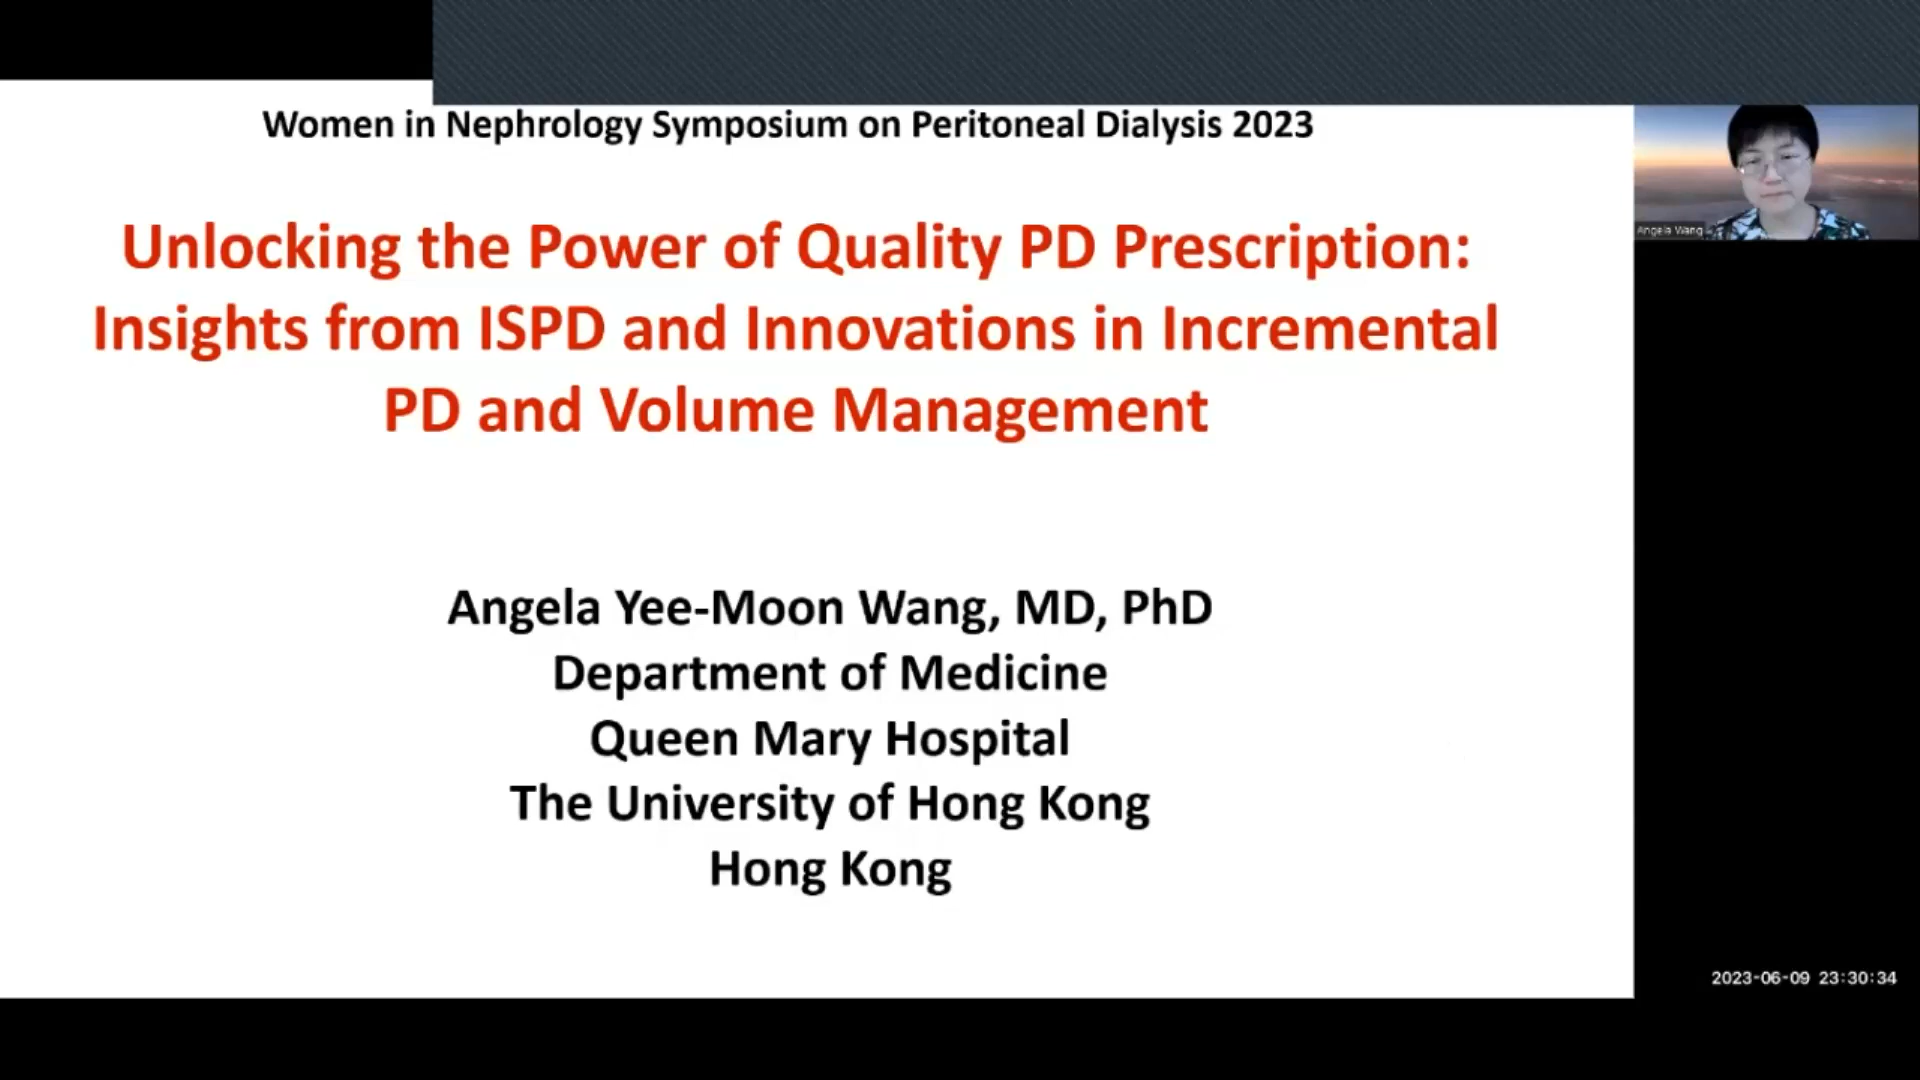 Women in Nephrology Symposium on Peritoneal Dialysis 2023
Unlocking the Power of Quality PD Prescription:
Insights from ISPD and Innovations in Incremental
PD and Volume Management
Angela Yee-Moon Wang, MD, PhD
Department of Medicine
Queen Mary Hospital
The University of Hong Kong
Hong Kong
Angela Wang
2023-06-09 23:30:34